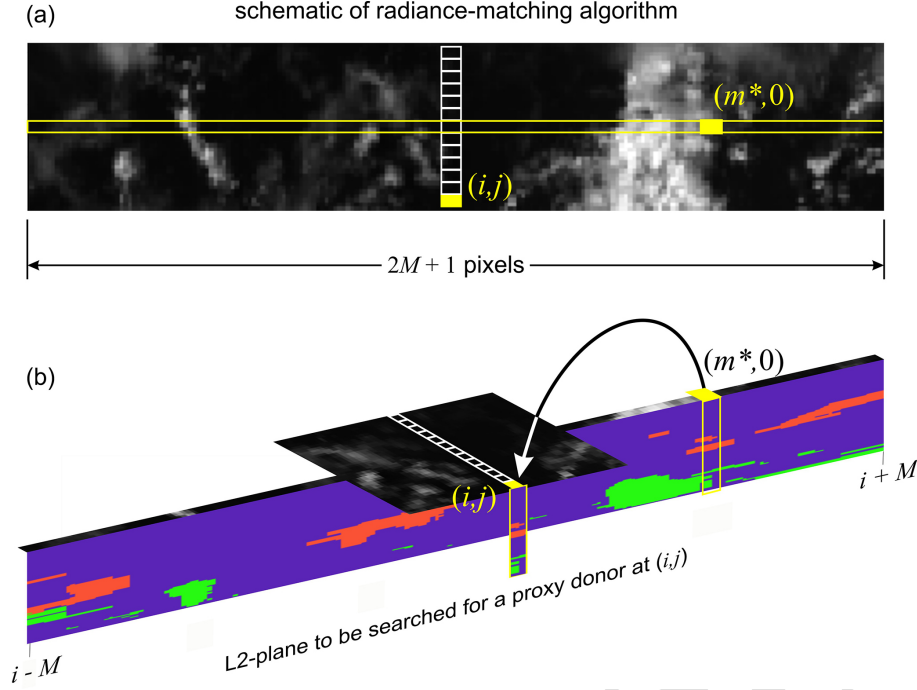 schematic of radiance-matching algorithm
(a)
(m*,0)
(i,j)
2M + 1 pixels
(b)
(m*,0)
(i,j)
i + M
L2-plane to be searched for a proxy donor at (i,j)
i - M